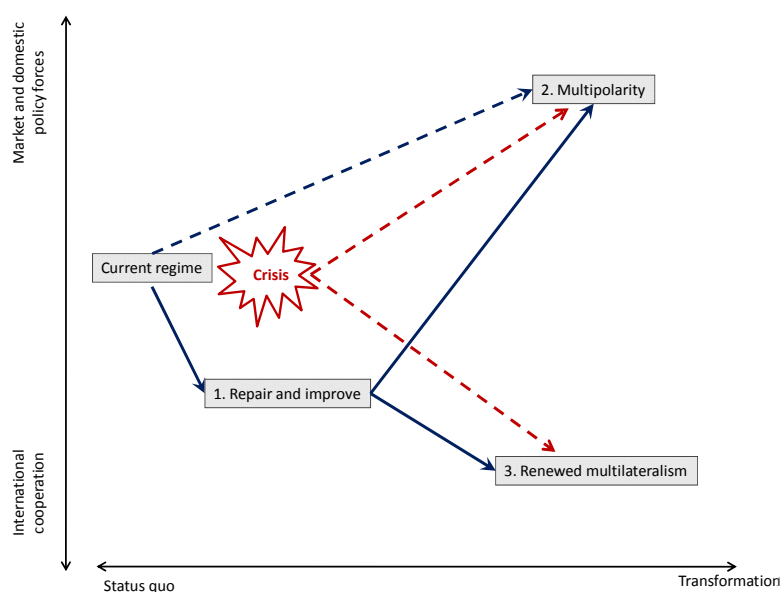 Market and domestic
policy forces
2. Multipolarity
Current regime
Crisis
1. Repair and improve
International
cooperation
3. Renewed multilateralism
Status quo
Transformation